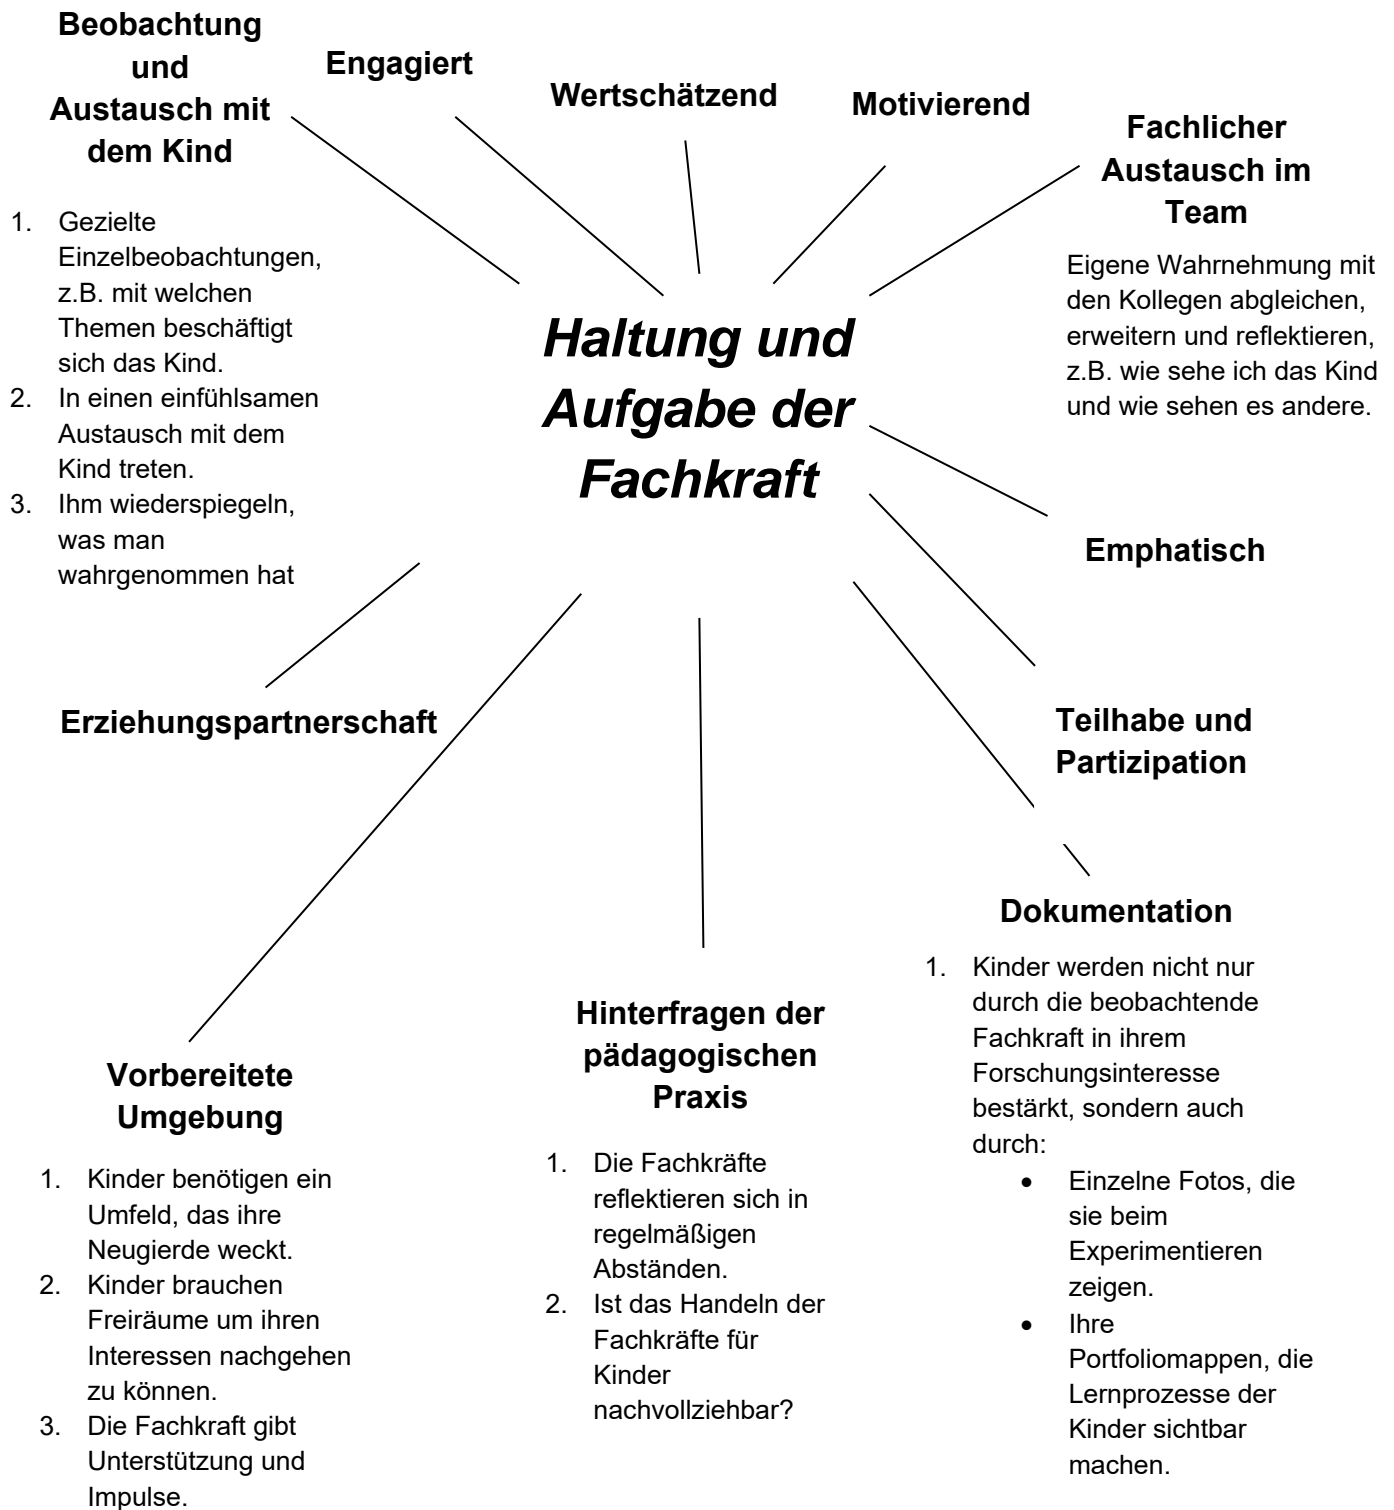 Beobachtung
und
Austausch mit
dem Kind
1. Gezielte
Einzelbeobachtungen,
z.B. mit welchen
Themen beschäftigt
sich das Kind.
2. In einen einfühlsamen
Austausch mit dem
Kind treten.
3. Ihm wiederspiegeln,
was man
wahrgenommen hat
Engagiert
Wertschätzend
Motivierend
Fachlicher
Austausch im
Team
Eigene Wahrnehmung mit
den Kollegen abgleichen,
erweitern und reflektieren,
z.B. wie sehe ich das Kind
und wie sehen es andere.
Haltung und
Aufgabe der
Fachkraft
Emphatisch
Erziehungspartnerschaft
Teilhabe und
Partizipation
Vorbereitete
Umgebung
1. Kinder benötigen ein
Umfeld, das ihre
Neugierde weckt.
2. Kinder brauchen
Freiräume um ihren
Interessen nachgehen
zu können.
3. Die Fachkraft gibt
Unterstützung und
Impulse.
Hinterfragen der
pädagogischen
Praxis
1. Die Fachkräfte
reflektieren sich in
regelmäßigen
Abständen.
2. Ist das Handeln der
Fachkräfte für
Kinder
nachvollziehbar?
Dokumentation
1. Kinder werden nicht nur
durch die beobachtende
Fachkraft in ihrem
Forschungsinteresse
bestärkt, sondern auch
durch:
• Einzelne Fotos, die
sie beim
Experimentieren
zeigen.
• Ihre
Portfoliomappen, die
Lernprozesse der
Kinder sichtbar
machen.